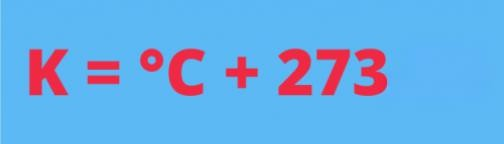 K = °C + 273